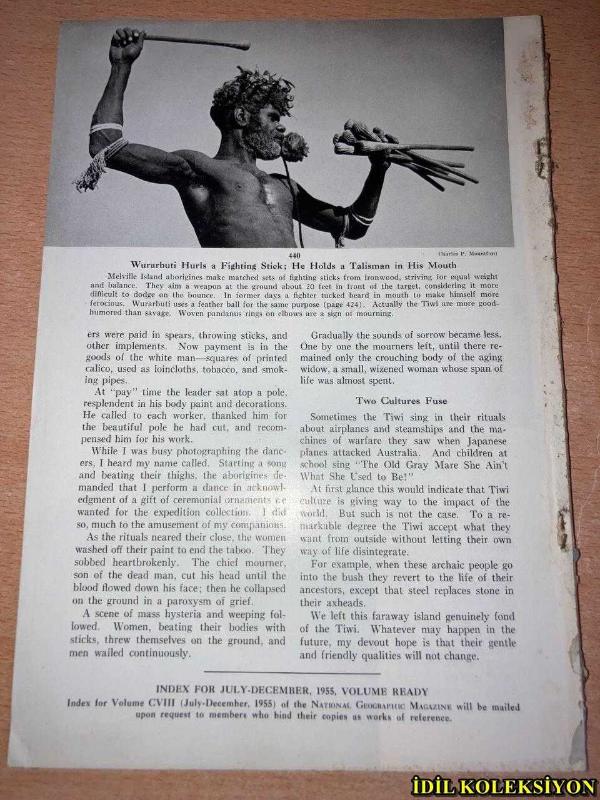 440
(Charles P. Mountford)
Wurarbuti Hurls a Fighting Stick; He Holds a Talisman in His Mouth
Melville Island aborigines make matched sets of fighting sticks from ironwood, striving for equal weight
and balance. They aim a weapon at the ground about 20 feet in front of the target, considering it more
difficult to dodge on the bounce. In former days a fighter tucked beard in mouth to make himself more
ferocious. Wurarbuti uses a feather ball for the same purpose (page 424). Actually the Tiwi are more good-
humored than savage. Woven pandanus rings on elbows are a sign of mourning.
ers were paid in spears, throwing sticks, and
other implements. Now payment is in the
goods of the white man—squares of printed
calico, used as loincloths, tobacco, and smok-
ing pipes.
At "pay" time the leader sat atop a pole,
resplendent in his body paint and decorations.
He called to each worker, thanked him for
the beautiful pole he had cut, and recom-
pensed him for his work.
While I was busy photographing the danc-
ers, I heard my name called. Starting a song
and beating their thighs, the aborigines de-
manded that I perform a dance in acknowl-
edgment of a gift of ceremonial ornaments we
wanted for the expedition collection. I did
so, much to the amusement of my companions.
As the rituals neared their close, the women
washed off their paint to end the taboo. They
sobbed heartbrokenly. The chief mourner,
son of the dead man, cut his head until the
blood flowed down his face; then he collapsed
on the ground in a paroxysm of grief.
A scene of mass hysteria and weeping fol-
lowed. Women, beating their bodies with
sticks, threw themselves on the ground, and
men wailed continuously.
Gradually the sounds of sorrow became less.
One by one the mourners left, until there re-
mained only the crouching body of the aging
widow, a small, wizened woman whose span of
life was almost spent.
Two Cultures Fuse
Sometimes the Tiwi sing in their rituals
about airplanes and steamships and the ma-
chines of warfare they saw when Japanese
planes attacked Australia. And children at
school sing "The Old Gray Mare She Ain't
What She Used to Be!"
At first glance this would indicate that Tiwi
culture is giving way to the impact of the
world. But such is not the case. To a re-
markable degree the Tiwi accept what they
want from outside without letting their own
way of life disintegrate.
For example, when these archaic people go
into the bush they revert to the life of their
ancestors, except that steel replaces stone in
their axheads.
We left this faraway island genuinely fond
of the Tiwi. Whatever may happen in the
future, my devout hope is that their gentle
and friendly qualities will not change.
INDEX FOR JULY-DECEMBER, 1955, VOLUME READY
Index for Volume CVIII (July-December, 1955) of the NATIONAL GEOGRAPHIC MAGAZINE will be mailed
upon request to members who bind their copies as works of reference.
İDİL KOLEKSİYON